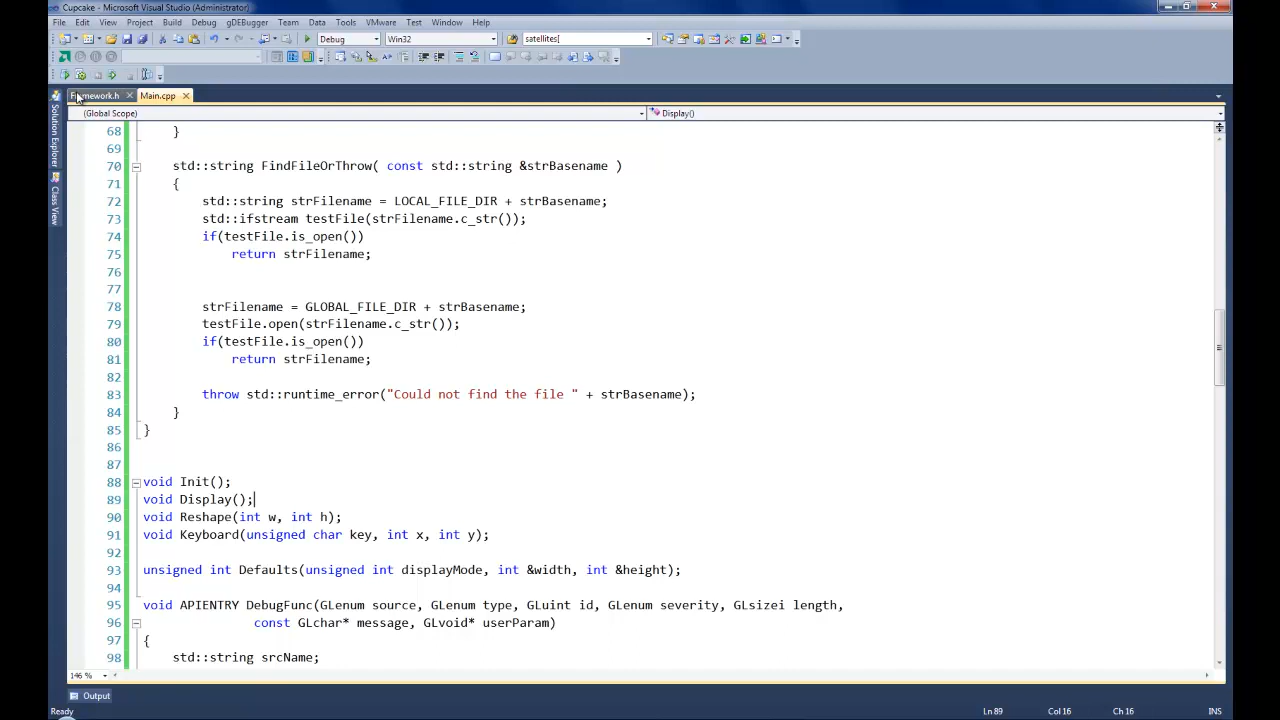 Cupcake - Microsoft Visual Studio (Administrator)
File Edit View Project Build Debug gDEBugger Team Data Tools VMware Test Window Help
Debug Win32 satellites[
Framework.h Main.cpp
(Global Scope) Display()
Solution Explorer
Class View
68 }
69
70 std::string FindFileOrThrow( const std::string &strBasename )
71 {
72 std::string strFilename = LOCAL_FILE_DIR + strBasename;
73 std::ifstream testFile(strFilename.c_str());
74 if(testFile.is_open())
75 return strFilename;
76
77
78 strFilename = GLOBAL_FILE_DIR + strBasename;
79 testFile.open(strFilename.c_str());
80 if(testFile.is_open())
81 return strFilename;
82
83 throw std::runtime_error("Could not find the file " + strBasename);
84 }
85 }
86
87
88 void Init();
89 void Display();
90 void Reshape(int w, int h);
91 void Keyboard(unsigned char key, int x, int y);
92
93 unsigned int Defaults(unsigned int displayMode, int &width, int &height);
94
95 void APIENTRY DebugFunc(GLenum source, GLenum type, GLuint id, GLenum severity, GLsizei length,
96 const GLchar* message, GLvoid* userParam)
97 {
98 std::string srcName;
146 %
Output
Ready Ln 89 Col 16 Ch 16 INS